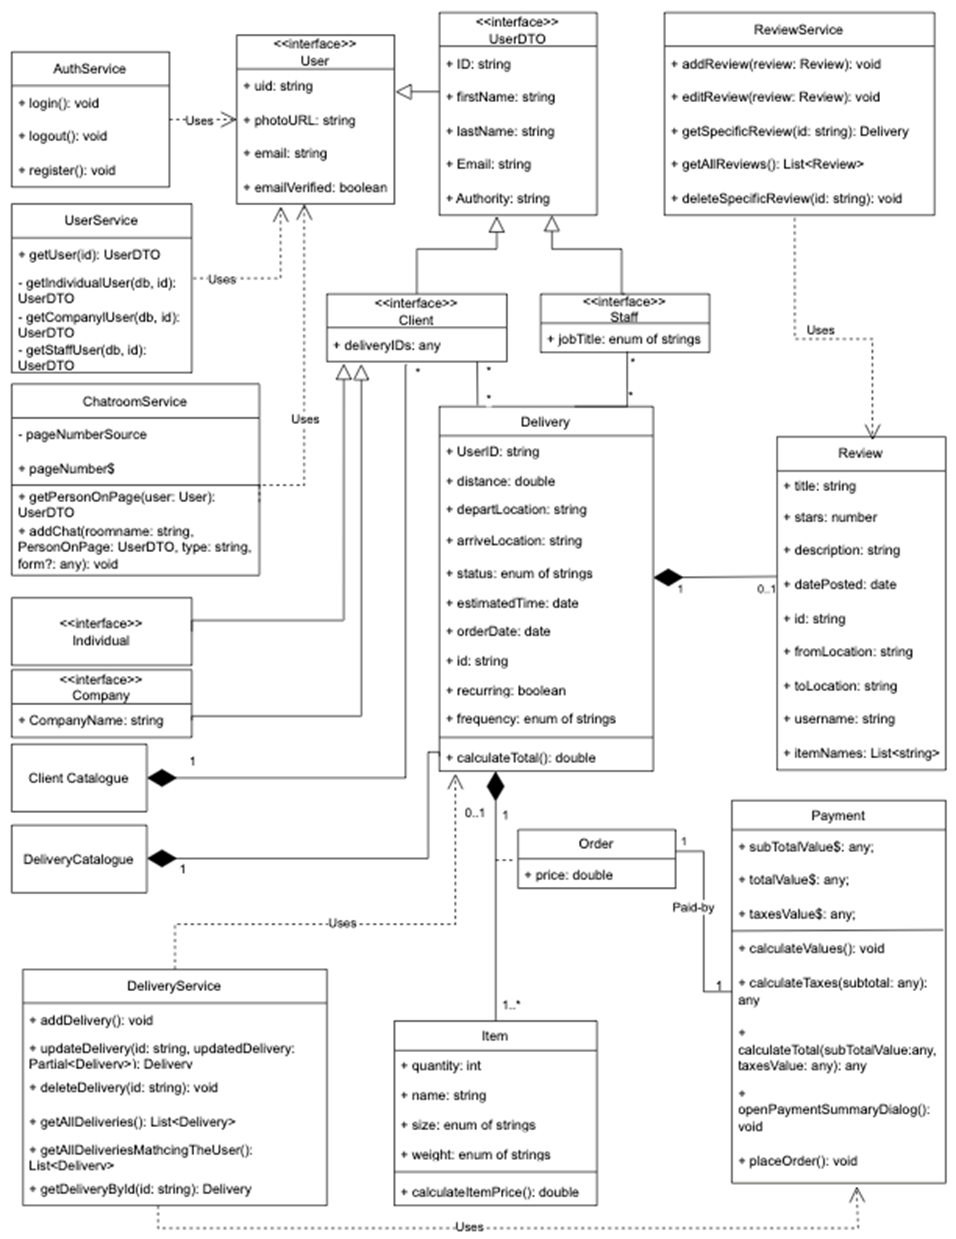 AuthService
+ login(): void
+ logout(): void
+ register(): void
Uses
<<interface>>
User
+ uid: string
+ photoURL: string
+ email: string
+ emailVerified: boolean
<<interface>>
UserDTO
+ ID: string
+ firstName: string
+ lastName: string
+ Email: string
+ Authority: string
ReviewService
+ addReview(review: Review): void
+ editReview(review: Review): void
+ getSpecificReview(id: string): Delivery
+ getAllReviews(): List<Review>
+ deleteSpecificReview(id: string): void
UserService
+ getUser(id): UserDTO
- getIndividualUser(db, id):
UserDTO
- getCompanylUser(db, id):
UserDTO
- getStaffUser(db, id):
UserDTO
Uses
<<interface>>
Client
+ deliveryIDs: any
<<interface>>
Staff
+ jobTitle: enum of strings
Uses
ChatroomService
- pageNumberSource
+ pageNumber$
+ getPersonOnPage(user: User):
UserDTO
+ addChat(roomname: string,
PersonOnPage: UserDTO, type: string,
form?: any): void
Uses
*
*
*
*
*
Delivery
+ UserID: string
+ distance: double
+ departLocation: string
+ arriveLocation: string
+ status: enum of strings
+ estimatedTime: date
+ orderDate: date
+ id: string
+ recurring: boolean
+ frequency: enum of strings
+ calculateTotal(): double
1
0..1
Review
+ title: string
+ stars: number
+ description: string
+ datePosted: date
+ id: string
+ fromLocation: string
+ toLocation: string
+ username: string
+ itemNames: List<string>
<<interface>>
Individual
<<interface>>
Company
+ CompanyName: string
Client Catalogue
1
DeliveryCatalogue
1
0..1
1
Order
+ price: double
1
Paid-by
1
Payment
+ subTotalValue$: any;
+ totalValue$: any;
+ taxesValue$: any;
+ calculateValues(): void
+ calculateTaxes(subtotal: any):
any
+
calculateTotal(subTotalValue:any,
taxesValue: any): any
+
openPaymentSummaryDialog():
void
+ placeOrder(): void
Uses
DeliveryService
+ addDelivery(): void
+ updateDelivery(id: string, updatedDelivery:
Partial<Delivery>): Delivery
+ deleteDelivery(id: string): void
+ getAllDeliveries(): List<Delivery>
+ getAllDeliveriesMathcingTheUser():
List<Delivery>
+ getDeliveryById(id: string): Delivery
1..*
Item
+ quantity: int
+ name: string
+ size: enum of strings
+ weight: enum of strings
+ calculateItemPrice(): double
Uses